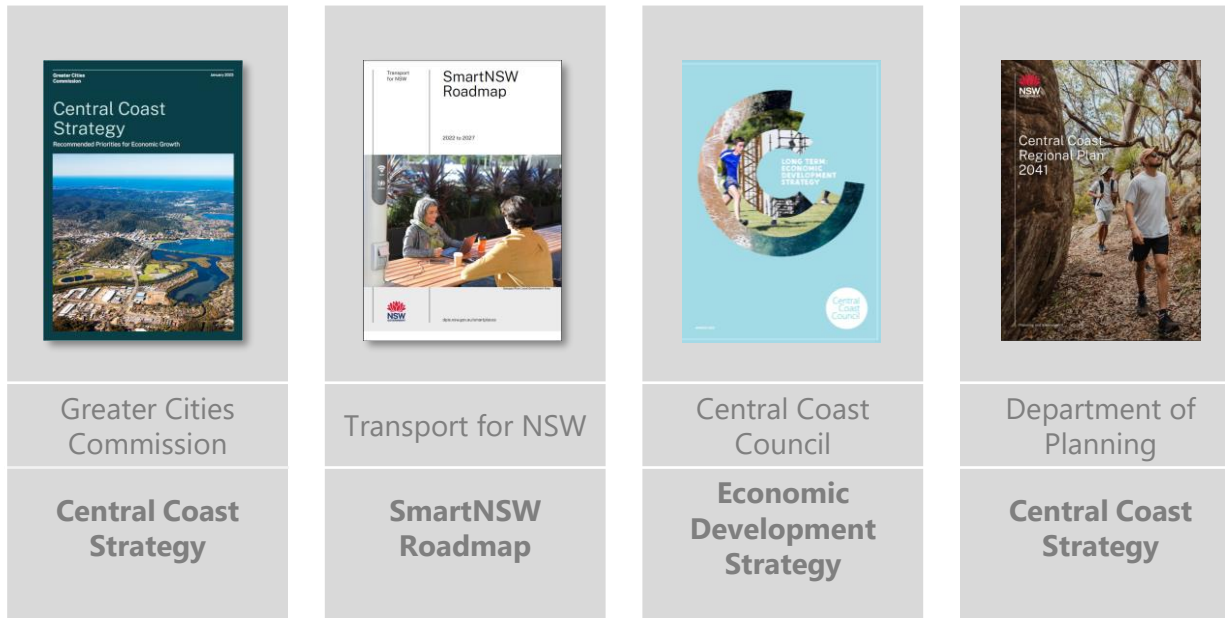 Greater Cities
Commission
January 2023
Central Coast
Strategy
Recommended Priorities for Economic Growth
Greater Cities
Commission
Central Coast
Strategy
Transport
for NSW
SmartNSW
Roadmap
2022 to 2027
NSW
Transport for NSW
SmartNSW
Roadmap
LONG TERM:
ECONOMIC
DEVELOPMENT
STRATEGY
Central
Coast
Council
Central Coast
Council
Economic
Development
Strategy
NSW
Central Coast
Regional Plan
2041
Department of
Planning
Central Coast
Strategy